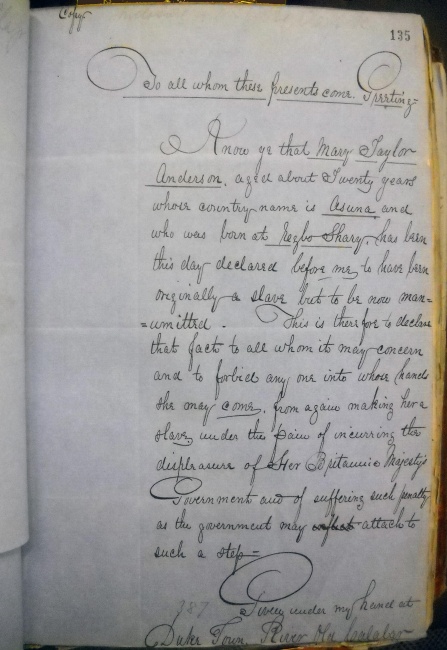 Copy
135
To all whom these presents come. Greeting
Know ye that Mary Taylor
Anderson, aged about Twenty years
whose country name is Asuna and
who was born at Shary, has been
this day declared before me, to have been
originally a slave but to be now man=
=umitted. This is therefore to declare
that fact to all whom it may concern
and to forbid any one into whose hands
she may come, from again making her a
slave, under the pain of incurring the
displeasure of Her Britannic Majesty's
Government and of suffering such penalty
as the government may inflict attach to
such a step=
Given under my hand at
Duke Town, River Old Calabar